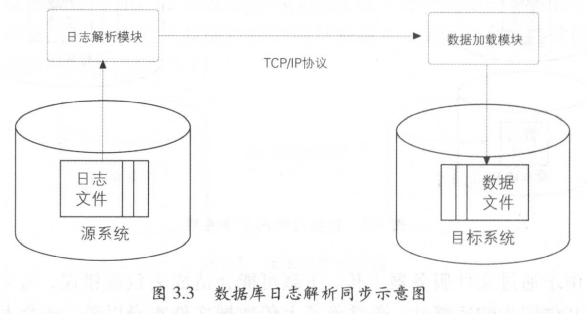 日志解析模块
数据加载模块
TCP/IP协议
日志
文件
数据
文件
源系统
目标系统
图 3.3 数据库日志解析同步示意图